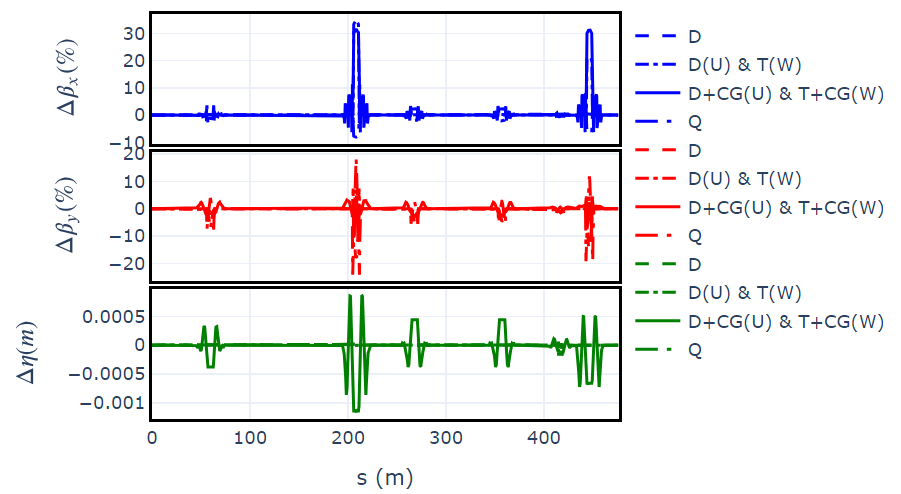 Δβx(%)
30
20
10
0
−10
Δβy(%)
20
10
0
−10
−20
Δη(m)
0.0005
0
−0.0005
−0.001
0
100
200
300
400
s (m)
D
D(U) & T(W)
D+CG(U) & T+CG(W)
Q
D
D(U) & T(W)
D+CG(U) & T+CG(W)
Q
D
D(U) & T(W)
D+CG(U) & T+CG(W)
Q